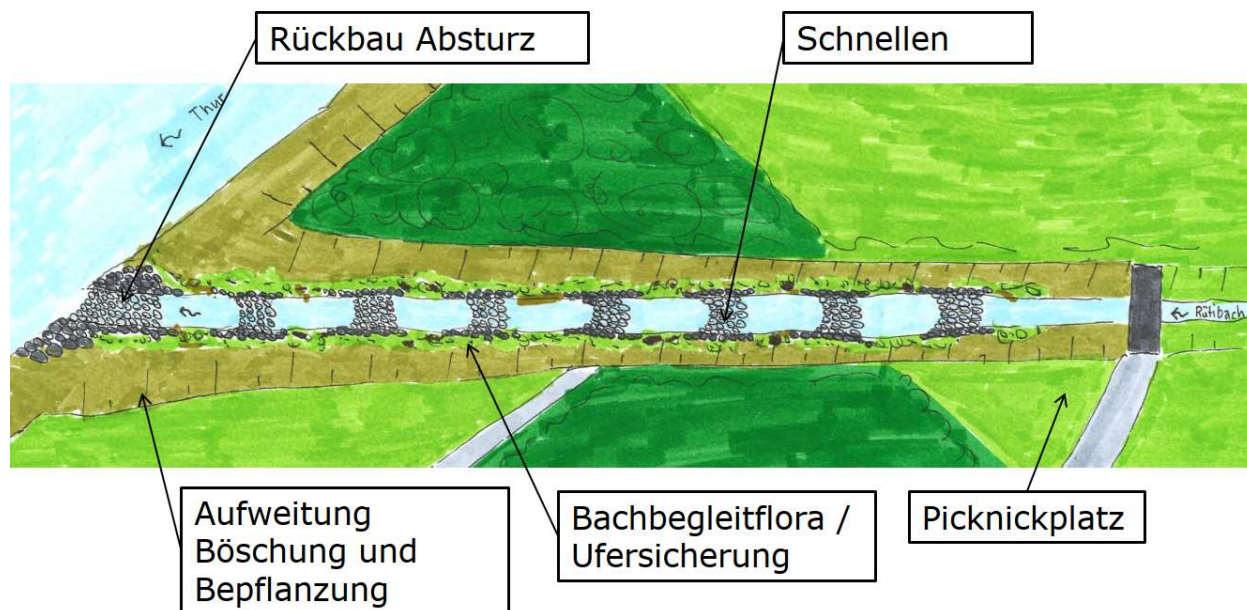 Rückbau Absturz
Schnellen
Thur
Rütibach
Aufweitung
Böschung und
Bepflanzung
Bachbegleitflora /
Ufersicherung
Picknickplatz